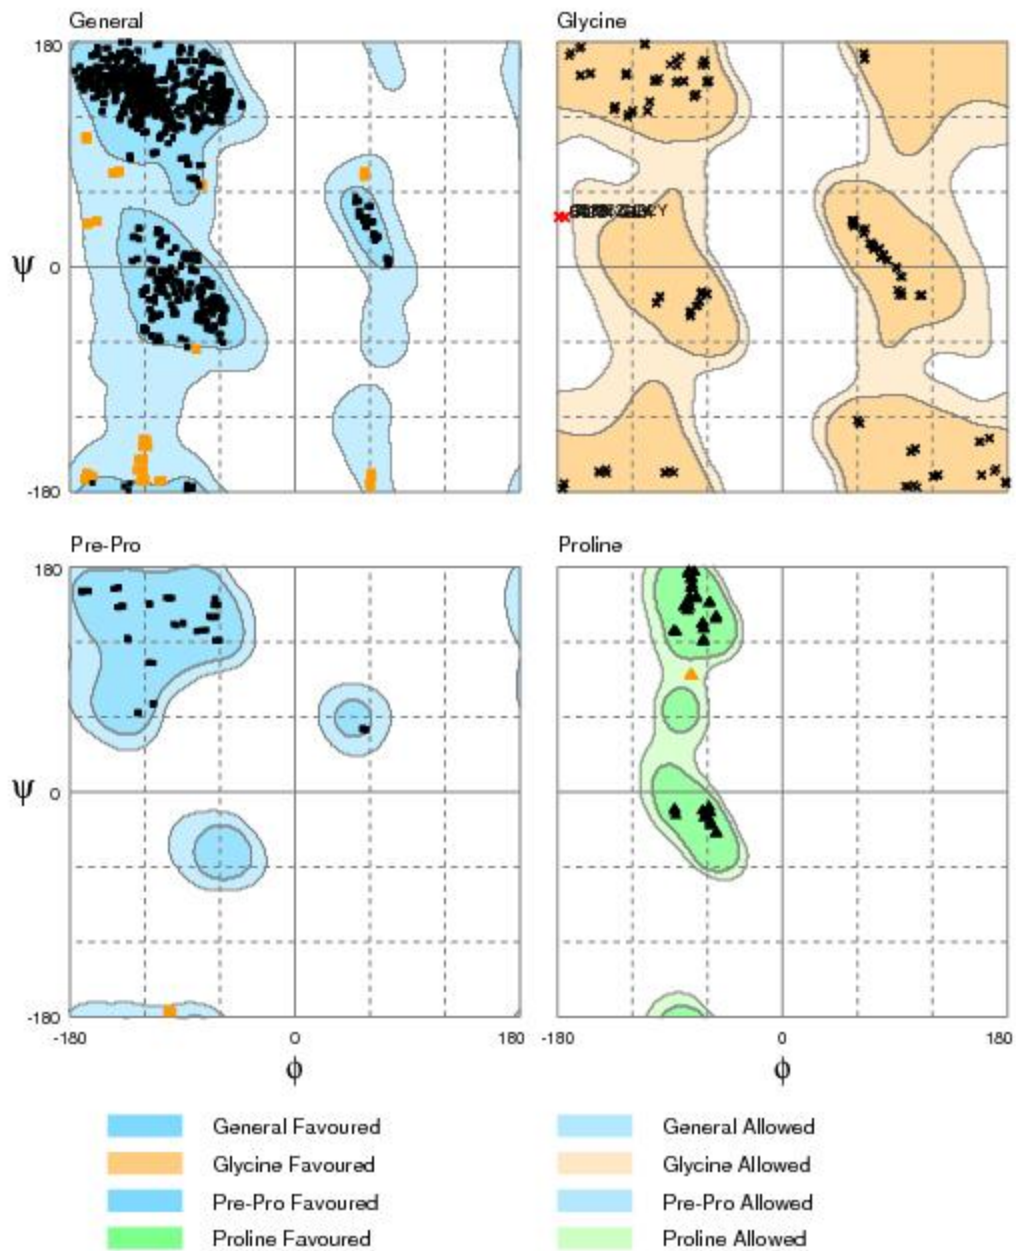 General Glycine
180
ψ 0
-180
Pre-Pro Proline
180
ψ 0
-180
-180 0 180 -180 0 180
ϕ ϕ
General Favoured General Allowed
Glycine Favoured Glycine Allowed
Pre-Pro Favoured Pre-Pro Allowed
Proline Favoured Proline Allowed